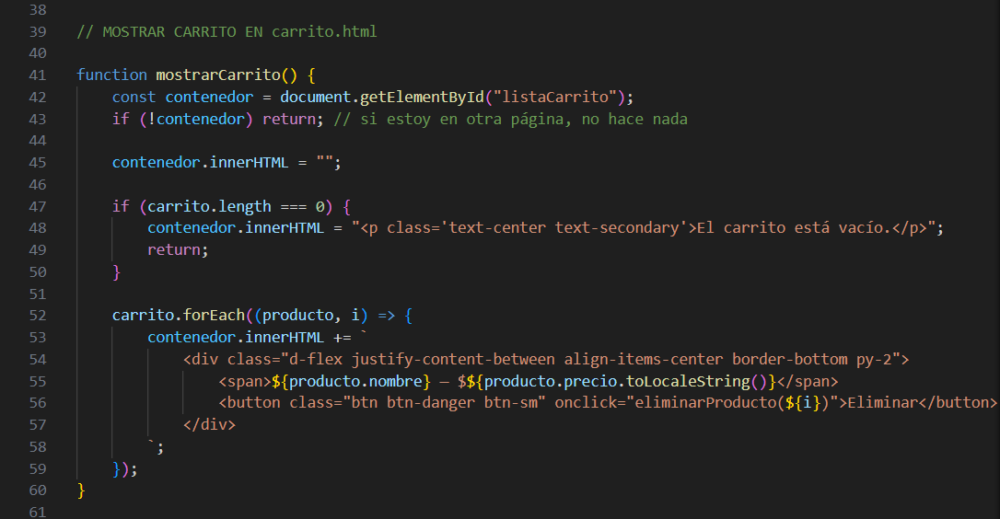 38
39 // MOSTRAR CARRITO EN carrito.html
40
41 function mostrarCarrito() {
42     const contenedor = document.getElementById("listaCarrito");
43     if (!contenedor) return; // si estoy en otra página, no hace nada
44
45     contenedor.innerHTML = "";
46
47     if (carrito.length === 0) {
48         contenedor.innerHTML = "<p class='text-center text-secondary'>El carrito está vacío.</p>";
49         return;
50     }
51
52     carrito.forEach((producto, i) => {
53         contenedor.innerHTML += `
54             <div class="d-flex justify-content-between align-items-center border-bottom py-2">
55                 <span>${producto.nombre} — $${producto.precio.toLocaleString()}</span>
56                 <button class="btn btn-danger btn-sm" onclick="eliminarProducto(${i})">Eliminar</button>
57             </div>
58         `;
59     });
60 }
61